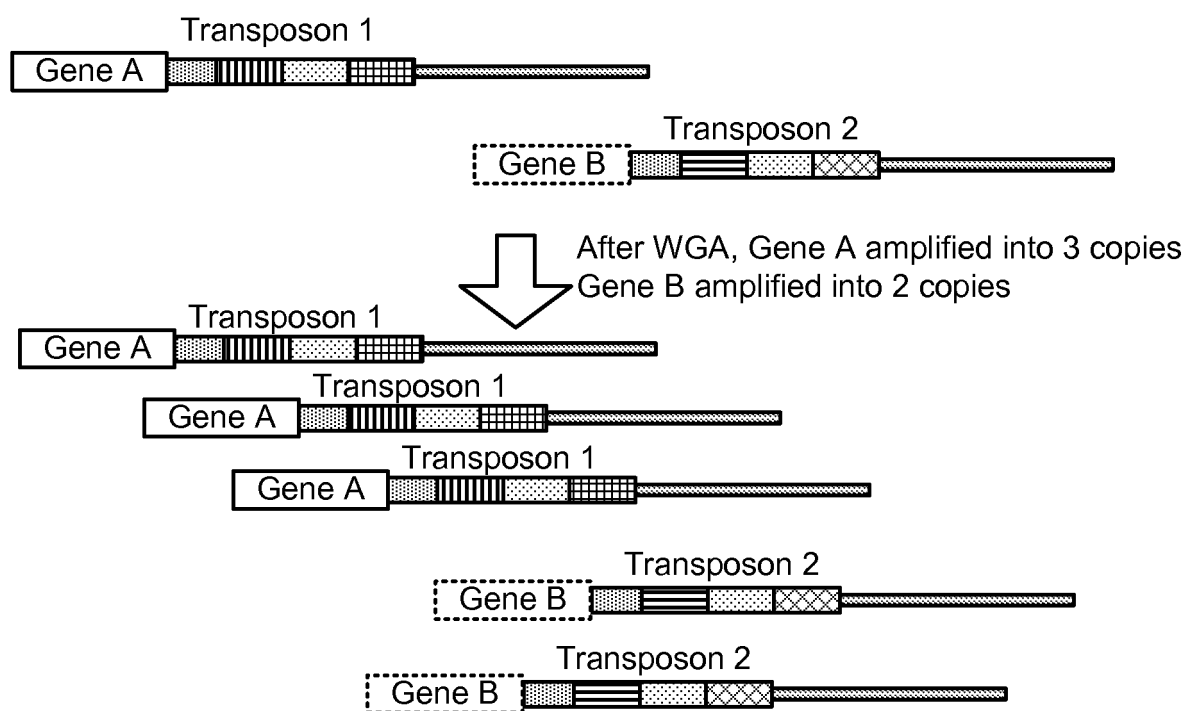 Transposon 1
Gene A
Transposon 2
Gene B
After WGA, Gene A amplified into 3 copies
Gene B amplified into 2 copies
Transposon 1
Gene A
Transposon 1
Gene A
Transposon 1
Gene A
Transposon 2
Gene B
Transposon 2
Gene B